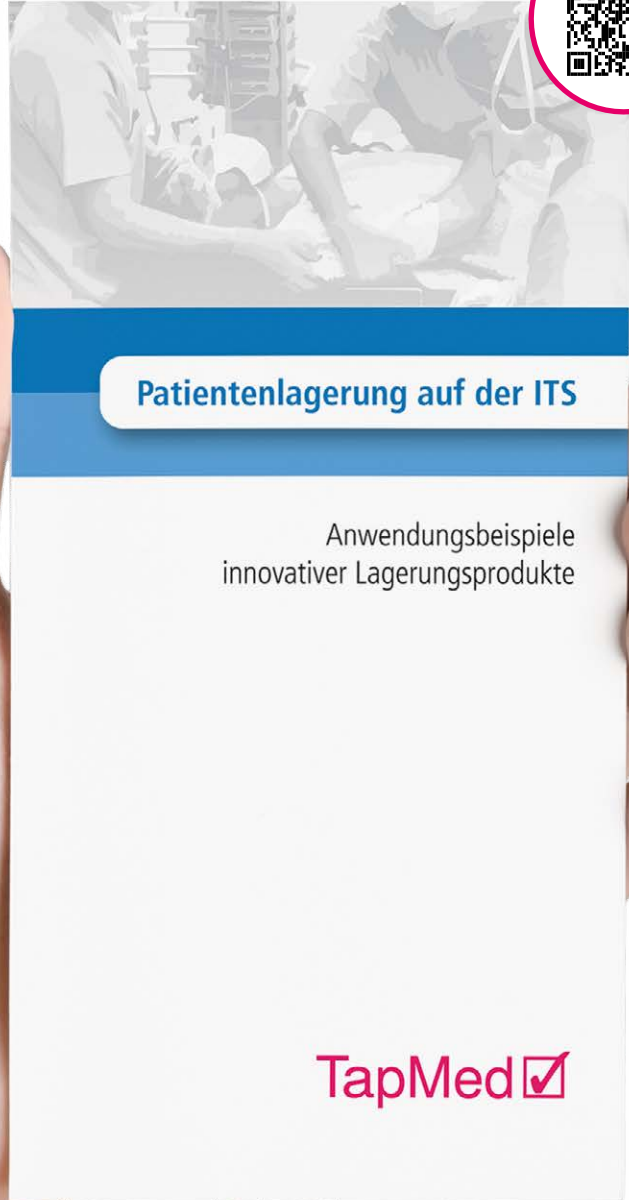 Patientenlagerung auf der ITS
Anwendungsbeispiele
innovativer Lagerungsprodukte
TapMed